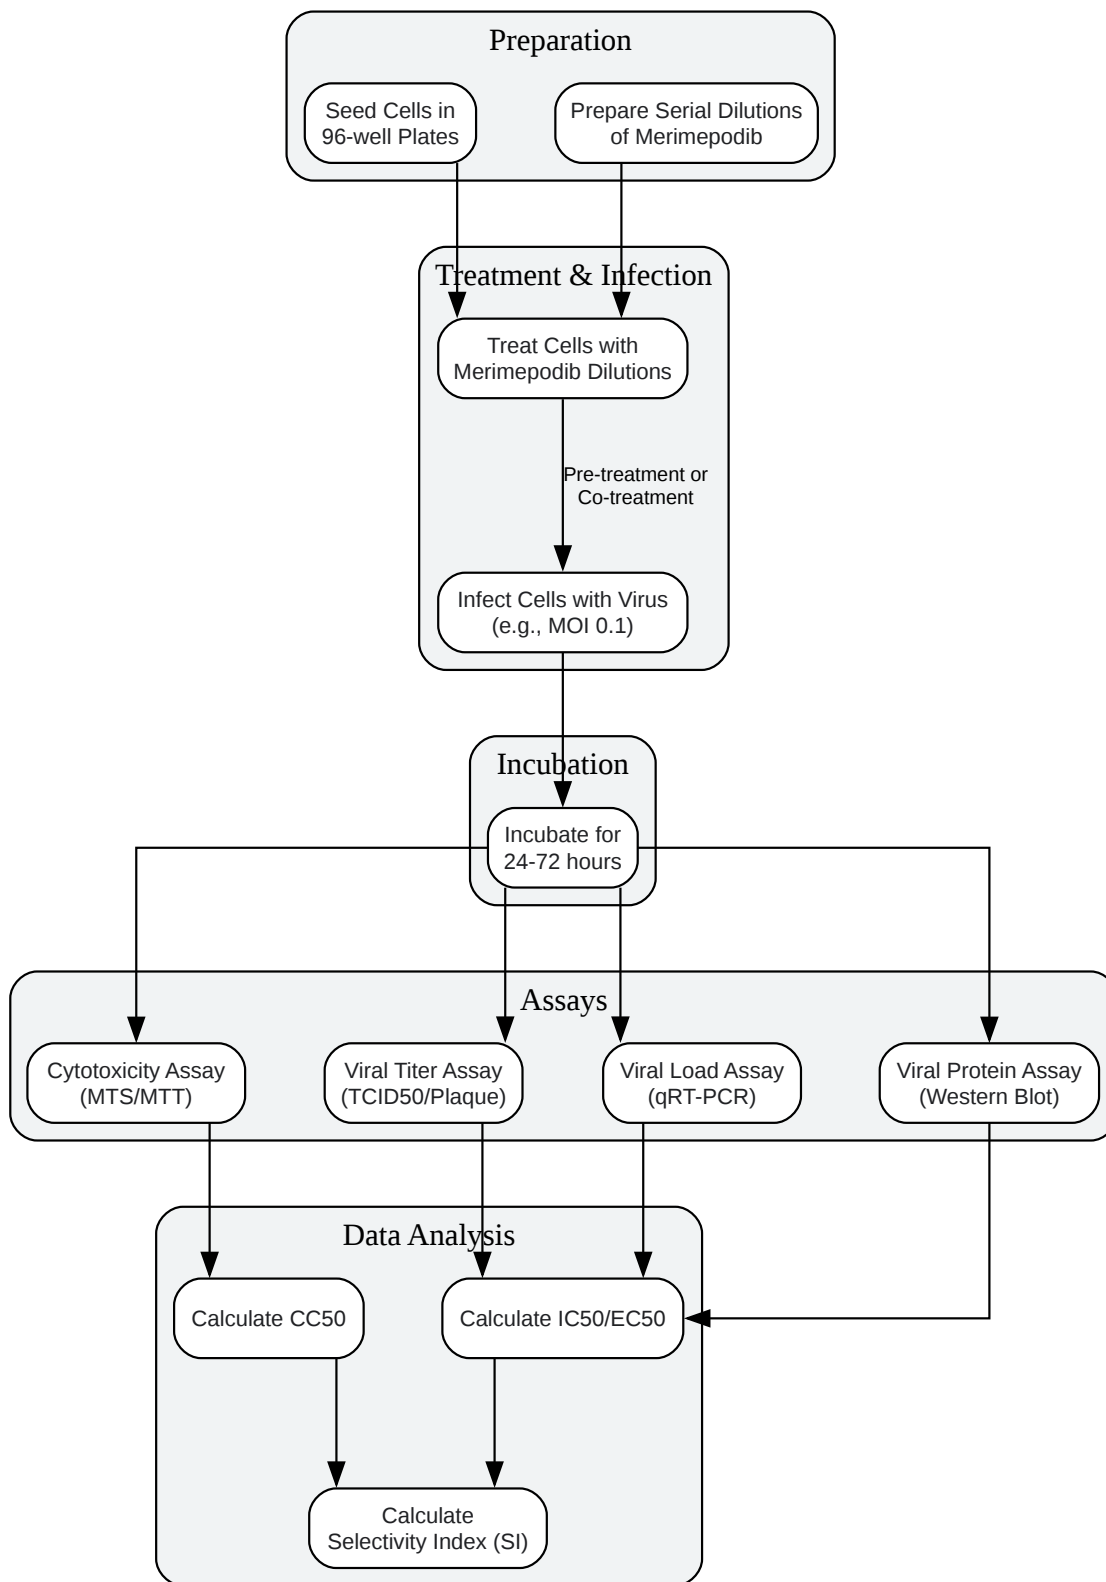 Preparation
Seed Cells in
96-well Plates
Prepare Serial Dilutions
of Merimepodib
Treatment & Infection
Treat Cells with
Merimepodib Dilutions
Pre-treatment or
Co-treatment
Infect Cells with Virus
(e.g., MOI 0.1)
Incubation
Incubate for
24-72 hours
Assays
Cytotoxicity Assay
(MTS/MTT)
Viral Titer Assay
(TCID50/Plaque)
Viral Load Assay
(qRT-PCR)
Viral Protein Assay
(Western Blot)
Data Analysis
Calculate CC50
Calculate IC50/EC50
Calculate
Selectivity Index (SI)